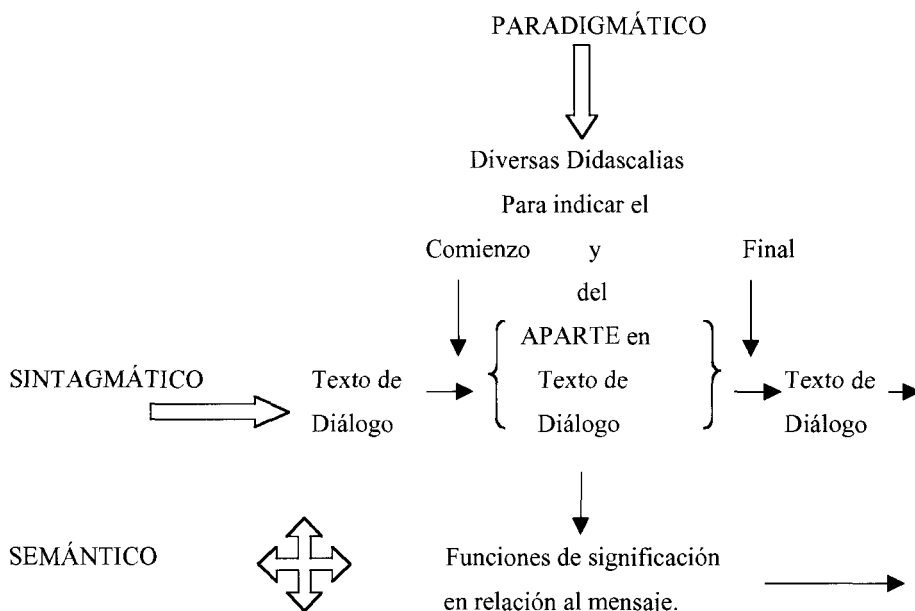 PARADIGMÁTICO
Diversas Didascalias
Para indicar el
Comienzo y Final
del
APARTE en
SINTAGMÁTICO Texto de Texto de Texto de
Diálogo Diálogo Diálogo
SEMÁNTICO Funciones de significación
en relación al mensaje.